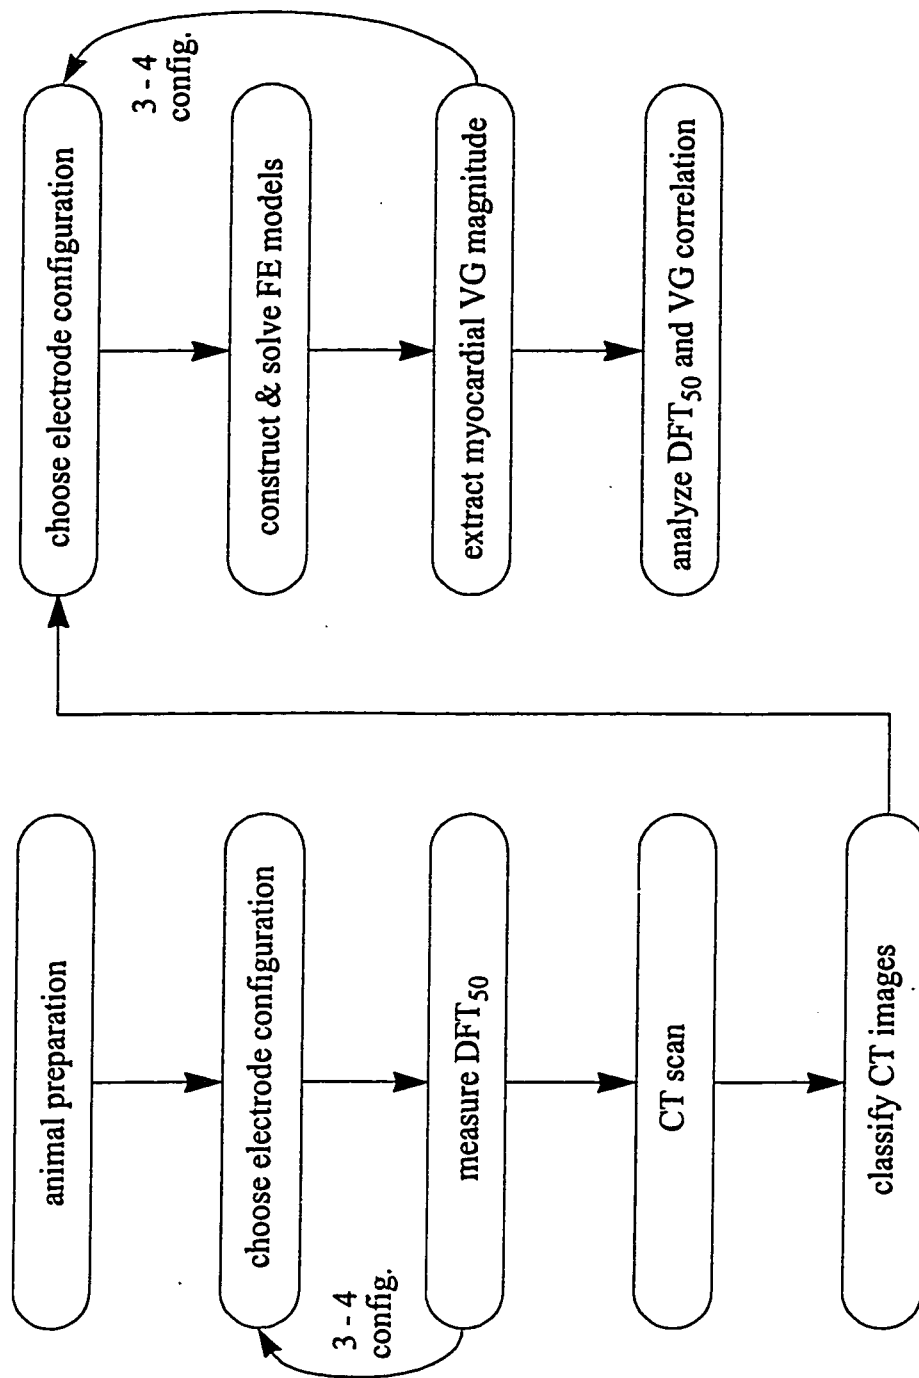 animal preparation
choose electrode configuration
3 - 4
config.
measure DFT50
CT scan
classify CT images
choose electrode configuration
3 - 4
config.
construct & solve FE models
extract myocardial VG magnitude
analyze DFT50 and VG correlation